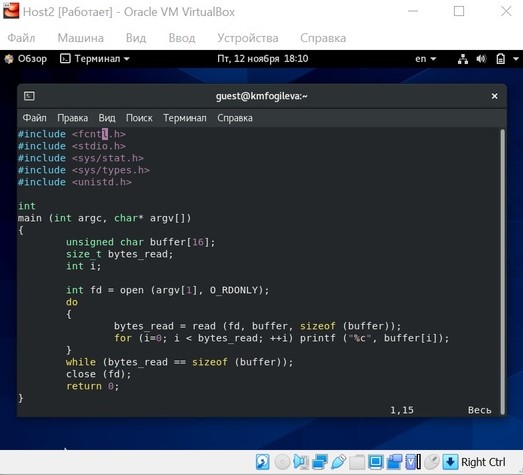 Host2 [Работает] - Oracle VM VirtualBox
Файл Машина Вид Ввод Устройства Справка
Обзор Терминал Пт, 12 ноября 18:10 en
guest@kmfogileva:~
Файл Правка Вид Поиск Терминал Справка
#include <fcntl.h>
#include <stdio.h>
#include <sys/stat.h>
#include <sys/types.h>
#include <unistd.h>
int
main (int argc, char* argv[])
{
unsigned char buffer[16];
size_t bytes_read;
int i;
int fd = open (argv[1], O_RDONLY);
do
{
bytes_read = read (fd, buffer, sizeof (buffer));
for (i=0; i < bytes_read; ++i) printf ("%c", buffer[i]);
}
while (bytes_read == sizeof (buffer));
close (fd);
return 0;
}
1,15 Весь
Right Ctrl